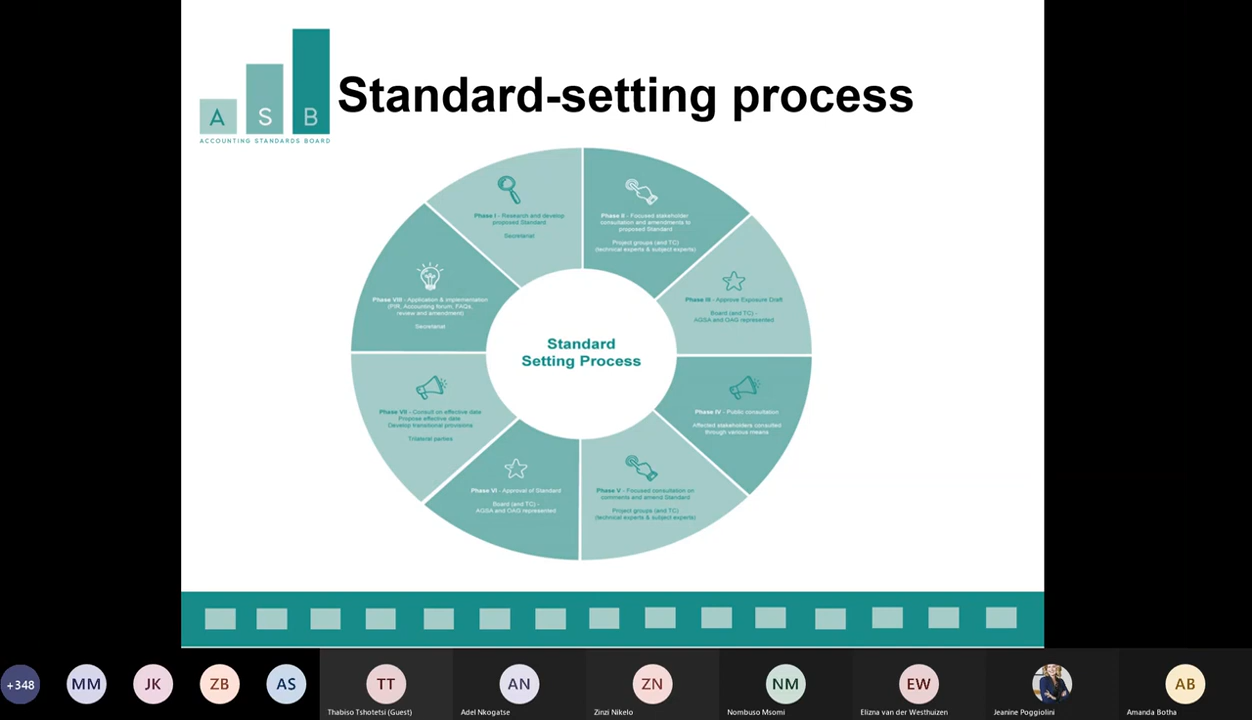 A S B
ACCOUNTING STANDARDS BOARD
Standard-setting process
Phase I - Research and develop
proposed Standard
Secretariat
Phase II - Focused stakeholder
consultation and amendments to
proposed Standard
Project groups (and TC)
(technical experts & subject experts)
Phase III - Approve Exposure Draft
Board (and TC) -
AGSA and OAG represented
Phase IV - Public consultation
Affected stakeholders consulted
through various means
Phase V - Focused consultation on
comments and amend Standard
Project groups (and TC)
(technical experts & subject experts)
Phase VI - Approval of Standard
Board (and TC) -
AGSA and OAG represented
Phase VII - Consult on effective date
Propose effective date
Develop transitional provisions
Trilateral parties
Phase VIII - Application & implementation
(PIR, Accounting forum, FAQs,
review and amendment)
Secretariat
Standard
Setting Process
+348
MM
JK
ZB
AS
TT
Thabiso Tshotetsi (Guest)
AN
Adel Nkogatse
ZN
Zinzi Nikelo
NM
Nombuso Msomi
EW
Elizna van der Westhuizen
Jeanine Poggiolini
AB
Amanda Botha